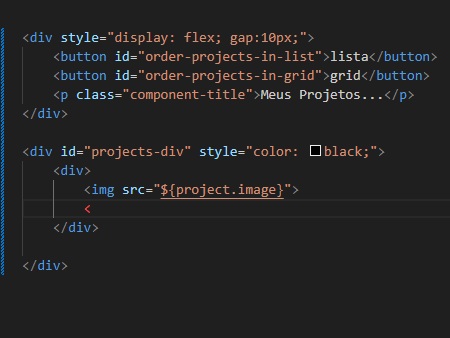 <div style="display: flex; gap:10px;">
<button id="order-projects-in-list">lista</button>
<button id="order-projects-in-grid">grid</button>
<p class="component-title">Meus Projetos...</p>
</div>
<div id="projects-div" style="color: black;">
<div>
<img src="${project.image}">
<
</div>
</div>